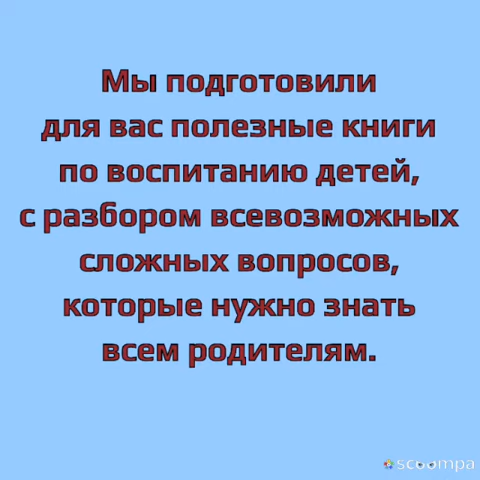 Мы подготовили
для вас полезные книги
по воспитанию детей,
с разбором всевозможных
сложных вопросов,
которые нужно знать
всем родителям.
scoompa